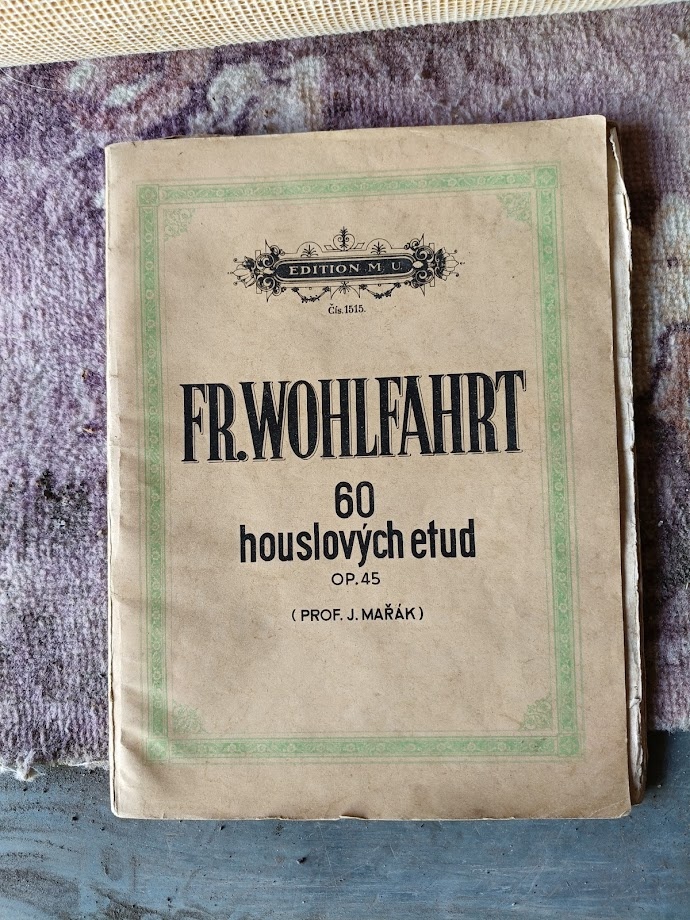 EDITION M. U.
Čís. 1515.
FR. WOHLFAHRT
60
houslových etud
OP. 45
(PROF. J. MAŘÁK)